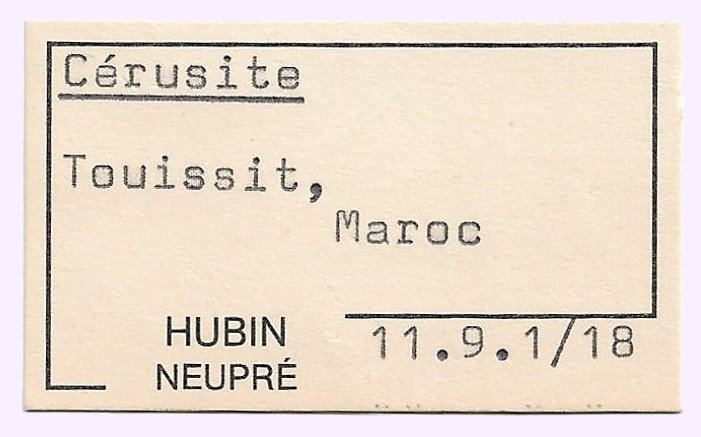 Cérusite
Touissit,
Maroc
HUBIN
NEUPRÉ
11.9.1/18